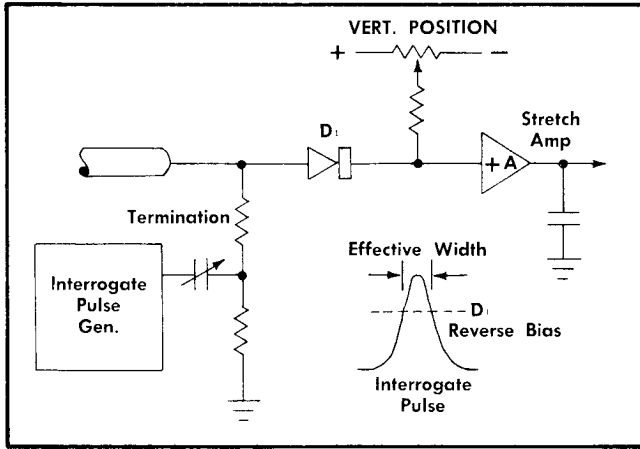 VERT. POSITION
+ −
D1
Stretch
Amp
+ A
Termination
Effective Width
Interrogate
Pulse
Gen.
D1
Reverse Bias
Interrogate
Pulse